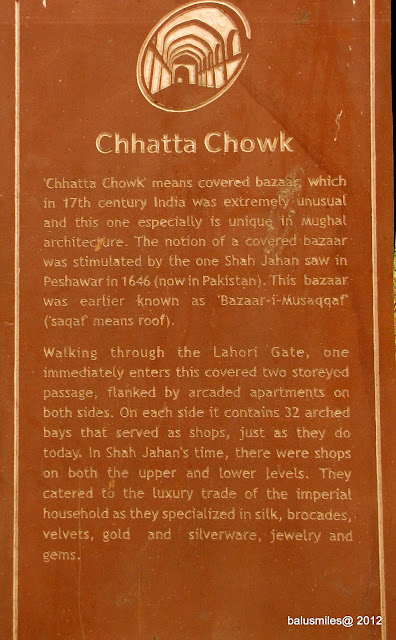 Chhatta Chowk
'Chhatta Chowk' means covered bazaar, which
in 17th century India was extremely unusual
and this one especially is unique in Mughal
architecture. The notion of a covered bazaar
was stimulated by the one Shah Jahan saw in
Peshawar in 1646 (now in Pakistan). This bazaar
was earlier known as 'Bazaar-i-Musaqqaf'
('saqaf' means roof).
Walking through the Lahori Gate, one
immediately enters this covered two storeyed
passage, flanked by arcaded apartments on
both sides. On each side it contains 32 arched
bays that served as shops, just as they do
today. In Shah Jahan's time, there were shops
on both the upper and lower levels. They
catered to the luxury trade of the imperial
household as they specialized in silk, brocades,
velvets, gold and silverware, jewelry and
gems.
balusmiles@ 2012